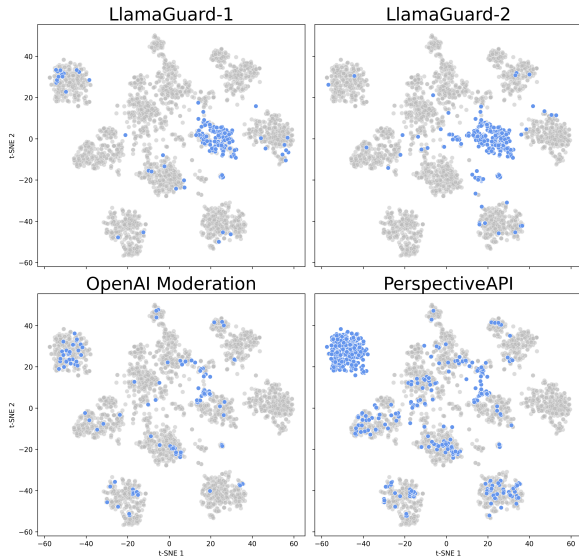 LlamaGuard-1 LlamaGuard-2
40
20
0
−20
−40
−60
t-SNE 2
OpenAI Moderation PerspectiveAPI
40
20
0
−20
−40
−60
t-SNE 2
−60 −40 −20 0 20 40 60 −60 −40 −20 0 20 40 60
t-SNE 1 t-SNE 1